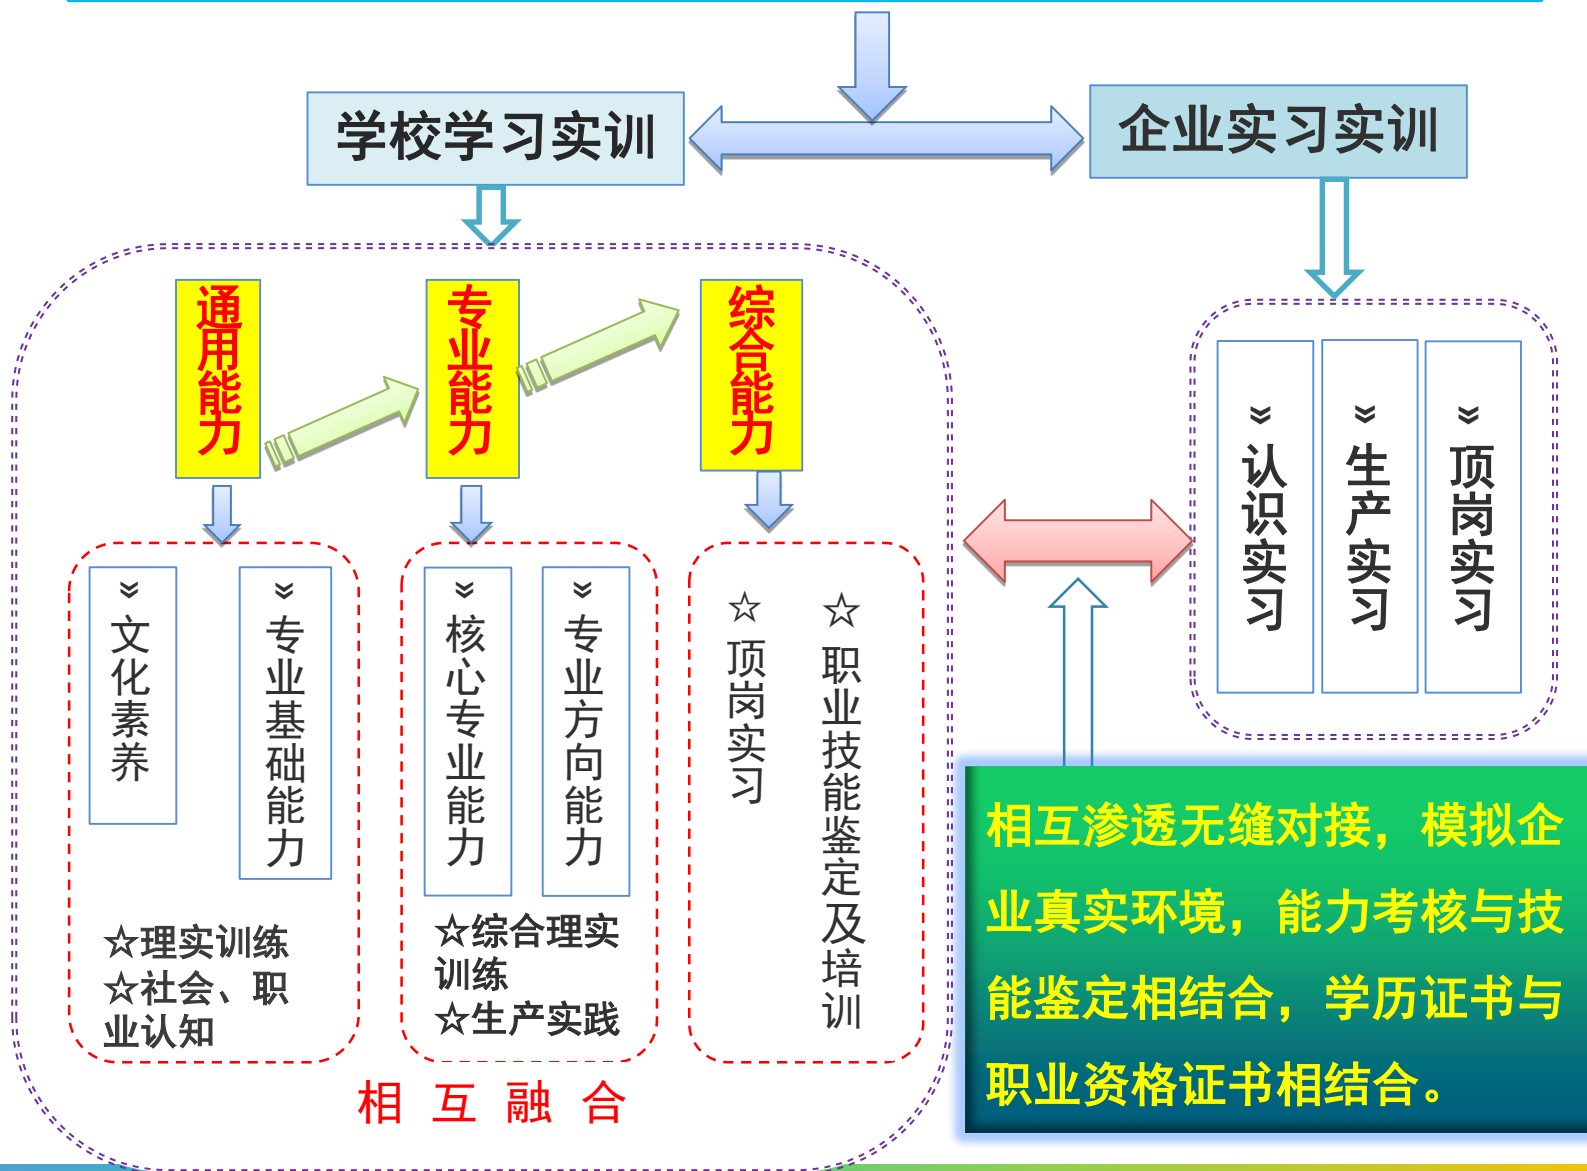 学校学习实训
企业实习实训
通用能力
专业能力
综合能力
文化素养
专业基础能力
☆理实训练
☆社会、职
业认知
核心专业能力
专业方向能力
☆综合理实
训练
☆生产实践
☆顶岗实习
☆职业技能鉴定及培训
相互融合
认识实习
生产实习
顶岗实习
相互渗透无缝对接，模拟企
业真实环境，能力考核与技
能鉴定相结合，学历证书与
职业资格证书相结合。